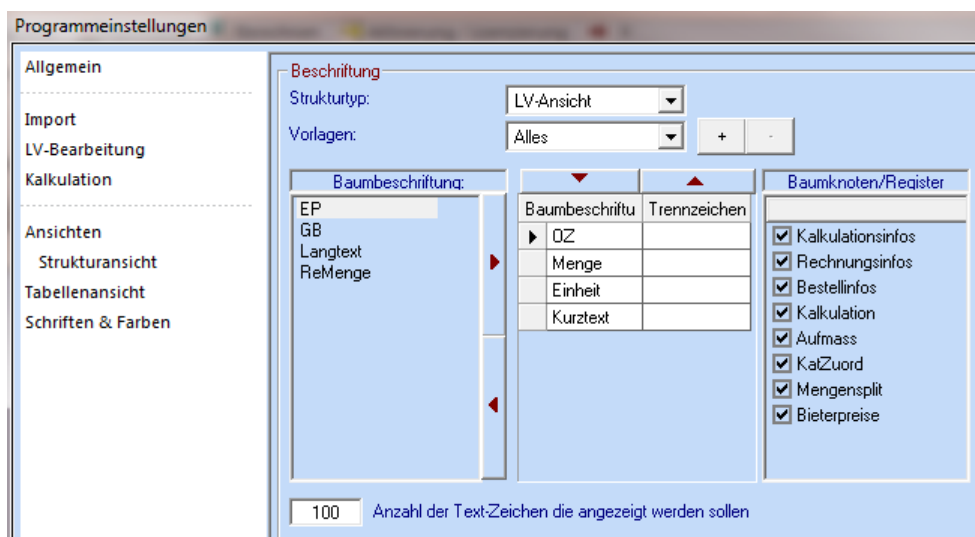 Programmeinstellungen
Allgemein
Import
LV-Bearbeitung
Kalkulation
Ansichten
Strukturansicht
Tabellenansicht
Schriften & Farben
Beschriftung
Strukturtyp:
LV-Ansicht
Vorlagen:
Alles
+
-
Baumbeschriftung:
EP
GB
Langtext
ReMenge
Baumbeschriftu Trennzeichen
OZ
Menge
Einheit
Kurztext
Baumknoten/Register
Kalkulationsinfos
Rechnungsinfos
Bestellinfos
Kalkulation
Aufmass
KatZuord
Mengensplit
Bieterpreise
100 Anzahl der Text-Zeichen die angezeigt werden sollen